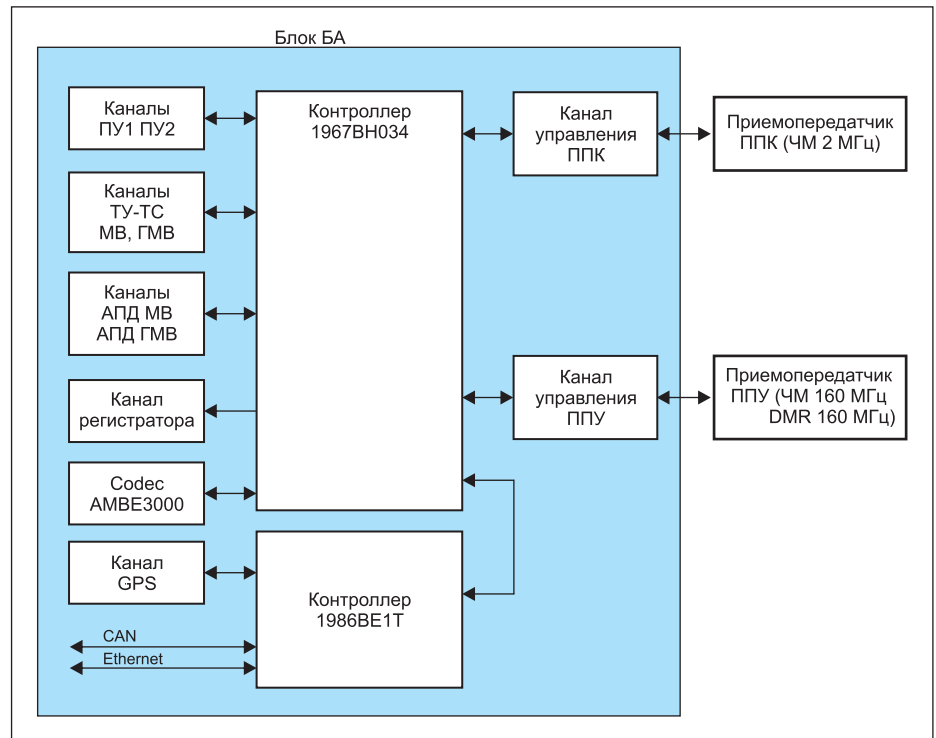 Блок БА
Каналы
ПУ1 ПУ2
Каналы
ТУ-ТС
МВ, ГМВ
Каналы
АПД МВ
АПД ГМВ
Канал
регистратора
Codec
AMBE3000
Канал
GPS
CAN
Ethernet
Контроллер
1967ВН034
Контроллер
1986ВЕ1Т
Канал
управления
ППК
Канал
управления
ППУ
Приемопередатчик
ППК (ЧМ 2 МГц)
Приемопередатчик
ППУ (ЧМ 160 МГц
DMR 160 МГц)